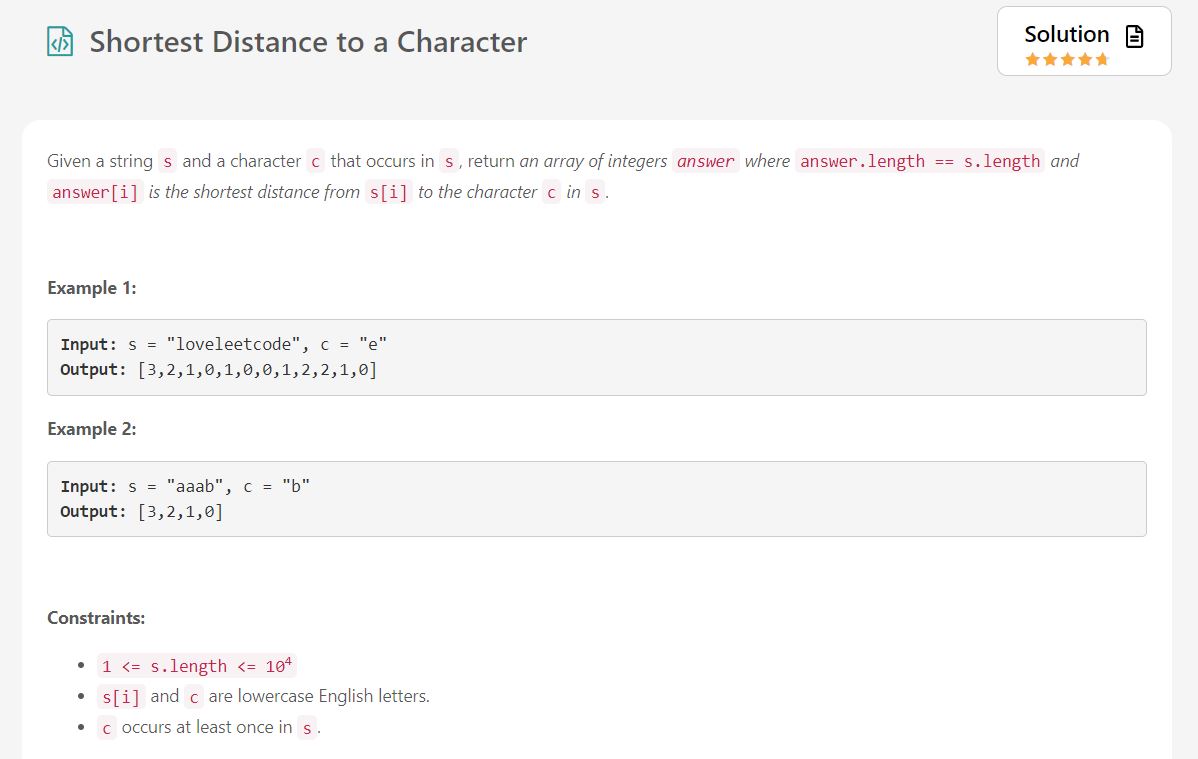 Shortest Distance to a Character
Solution
Given a string s and a character c that occurs in s, return an array of integers answer where answer.length == s.length and
answer[i] is the shortest distance from s[i] to the character c in s.
Example 1:
Input: s = "loveleetcode", c = "e"
Output: [3,2,1,0,1,0,0,1,2,2,1,0]
Example 2:
Input: s = "aaab", c = "b"
Output: [3,2,1,0]
Constraints:
• 1 <= s.length <= 10⁴
• s[i] and c are lowercase English letters.
• c occurs at least once in s.